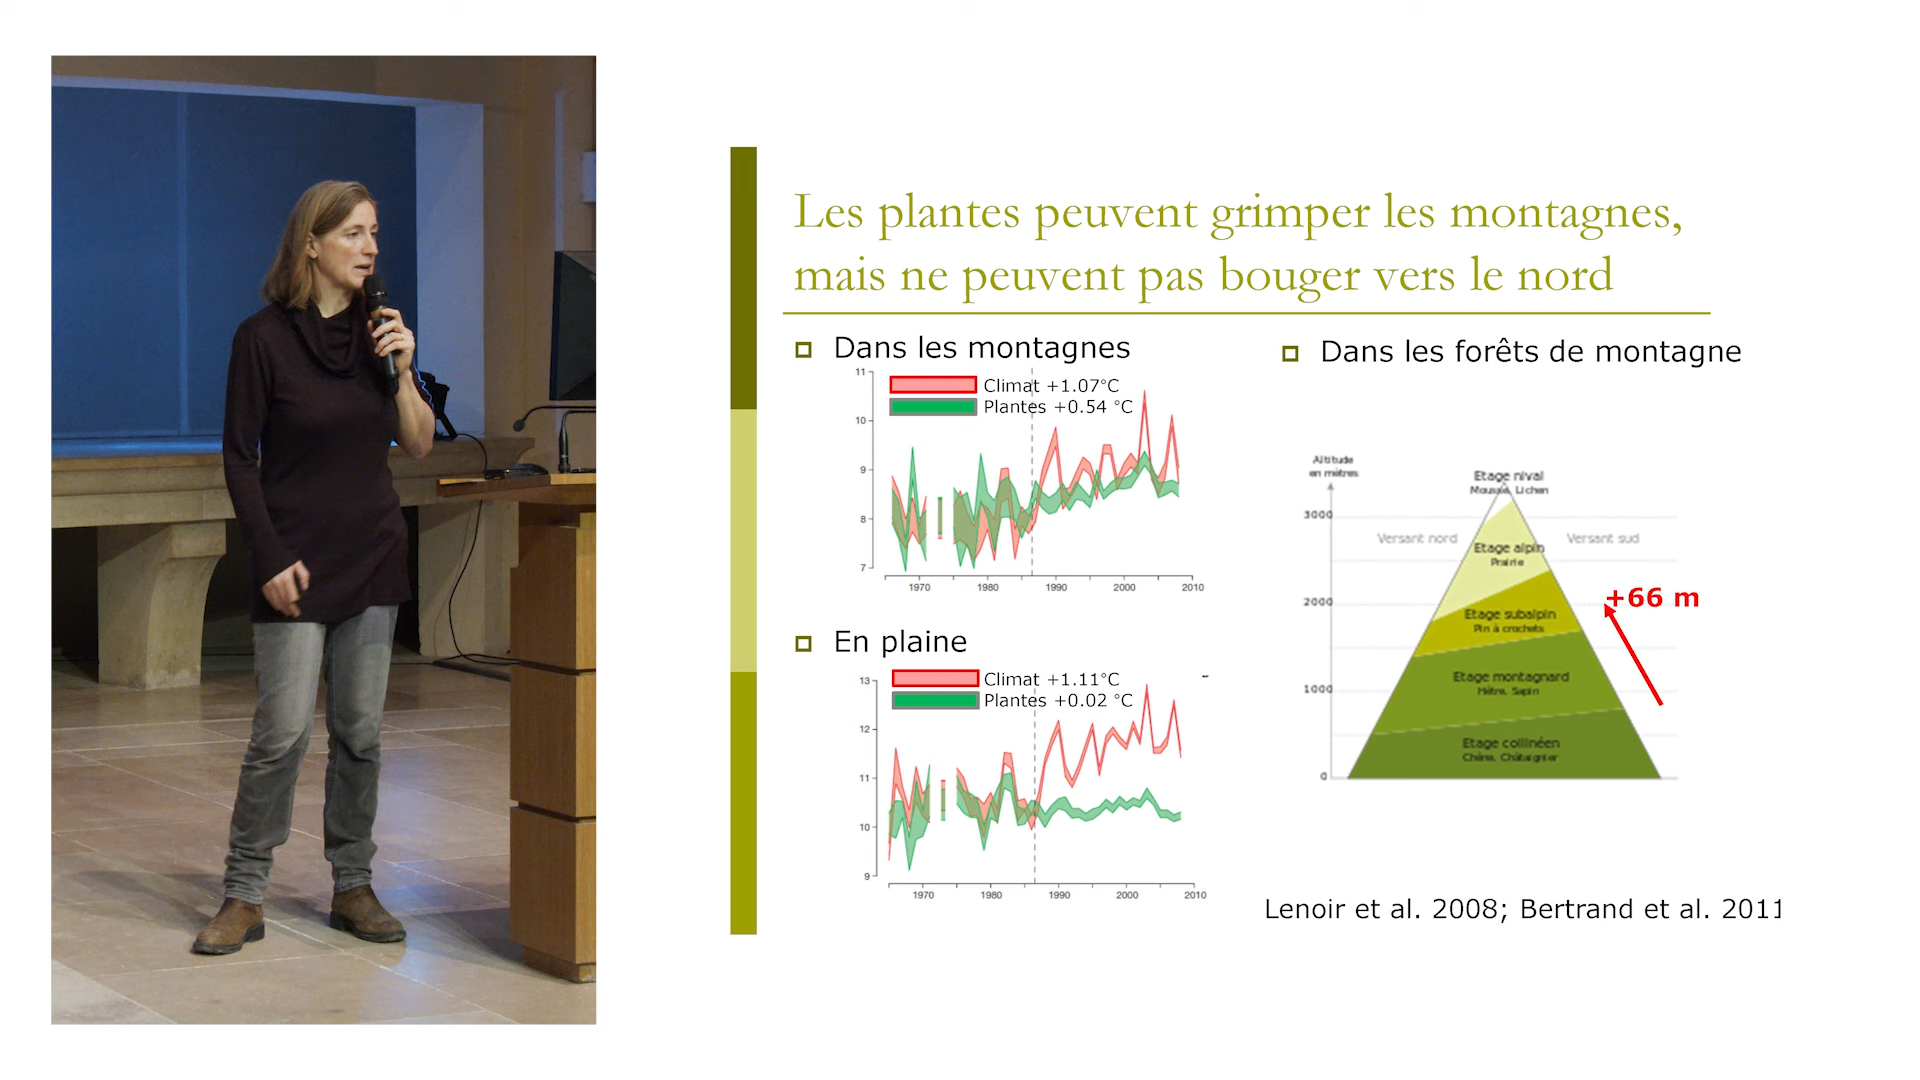 Les plantes peuvent grimper les montagnes,
mais ne peuvent pas bouger vers le nord
Dans les montagnes
11
10
9
8
7
Climat +1.07°C
Plantes +0.54 °C
1970 1980 1990 2000 2010
En plaine
13
12
11
10
9
Climat +1.11°C
Plantes +0.02 °C
1970 1980 1990 2000 2010
Dans les forêts de montagne
Altitude
en mètres
3000
2000
1000
0
Etage nival
Mousse, Lichen
Versant nord
Versant sud
Etage alpin
Prairie
Etage subalpin
Pin à crochets
Etage montagnard
Hêtre, Sapin
Etage collinéen
Chêne, Châtaignier
+66 m
Lenoir et al. 2008; Bertrand et al. 2011